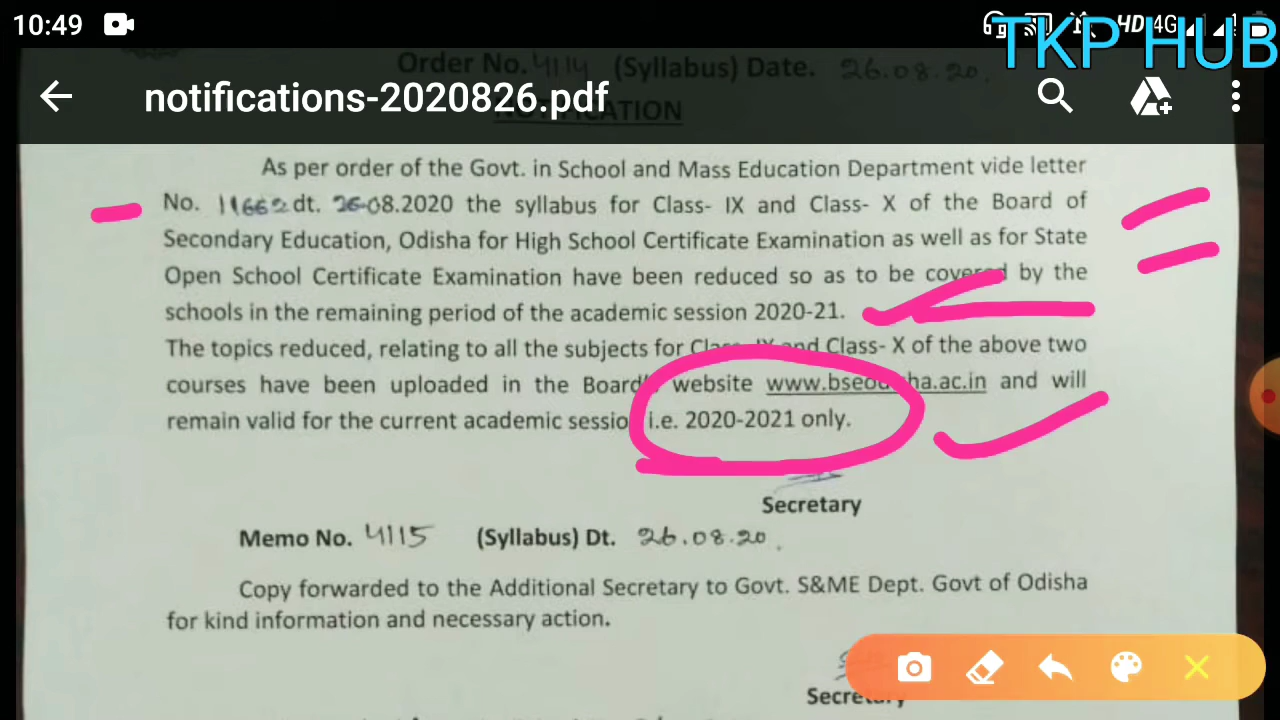 10:49
HD 4G
TKP HUB
Order No. 4114 (Syllabus) Date. 26.08.20.
notifications-2020826.pdf
NOTIFICATION
As per order of the Govt. in School and Mass Education Department vide letter
No. 11662 dt. 26.08.2020 the syllabus for Class- IX and Class- X of the Board of
Secondary Education, Odisha for High School Certificate Examination as well as for State
Open School Certificate Examination have been reduced so as to be covered by the
schools in the remaining period of the academic session 2020-21.
The topics reduced, relating to all the subjects for Class- IX and Class- X of the above two
courses have been uploaded in the Board's website www.bseodisha.ac.in and will
remain valid for the current academic session i.e. 2020-2021 only.
Secretary
Memo No. 4115 (Syllabus) Dt. 26.08.20.
Copy forwarded to the Additional Secretary to Govt. S&ME Dept. Govt of Odisha
for kind information and necessary action.
Secretary